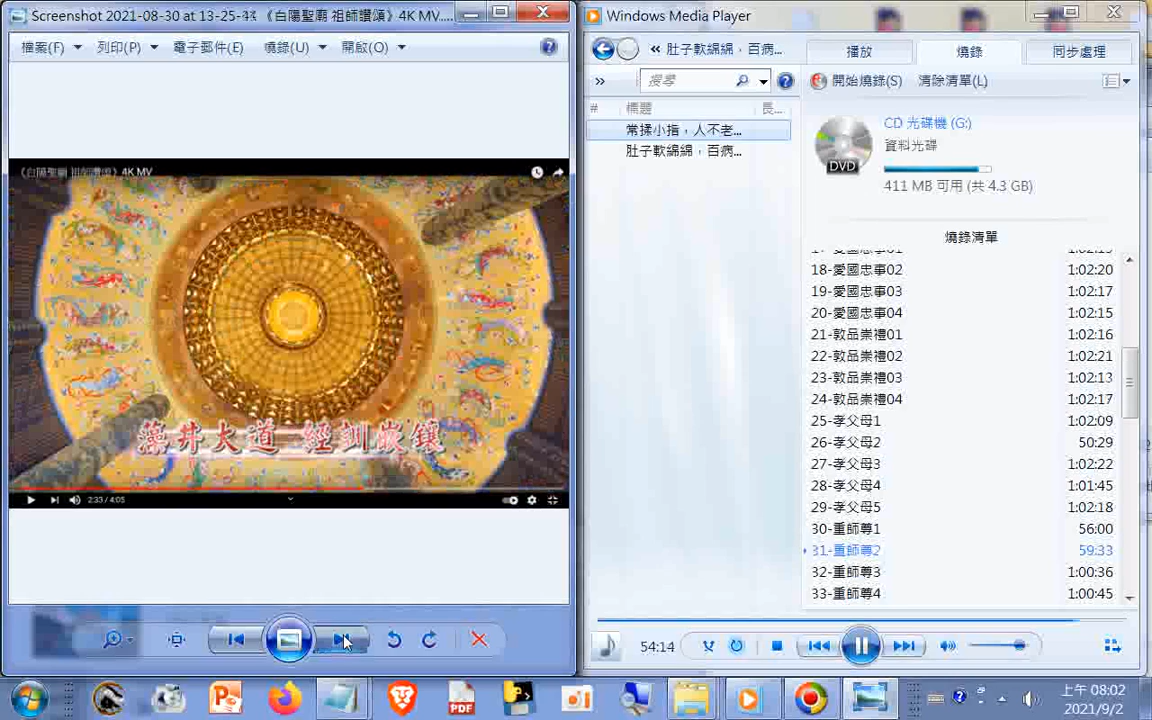 Screenshot 2021-08-30 at 13-25-43 《白陽聖廟 祖師讚頌》4K MV....
檔案(F) 列印(P) 電子郵件(E) 燒錄(U) 開啟(O)
《白陽聖廟 祖師讚頌》4K MV
藻井大道 經訓嵌鑲
2:33 / 4:05
Windows Media Player
« 肚子軟綿綿，百病...
播放 燒錄 同步處理
» 搜尋
開始燒錄(S) 清除清單(L)
# 標題 長...
常揉小指，人不老...
肚子軟綿綿，百病...
CD 光碟機 (G:)
資料光碟
DVD
411 MB 可用 (共 4.3 GB)
燒錄清單
18-愛國忠事02 1:02:20
19-愛國忠事03 1:02:17
20-愛國忠事04 1:02:15
21-敦品崇禮01 1:02:16
22-敦品崇禮02 1:02:21
23-敦品崇禮03 1:02:13
24-敦品崇禮04 1:02:17
25-孝父母1 1:02:09
26-孝父母2 50:29
27-孝父母3 1:02:22
28-孝父母4 1:01:45
29-孝父母5 1:02:18
30-重師尊1 56:00
31-重師尊2 59:33
32-重師尊3 1:00:36
33-重師尊4 1:00:45
54:14
PDF
上午 08:02
2021/9/2